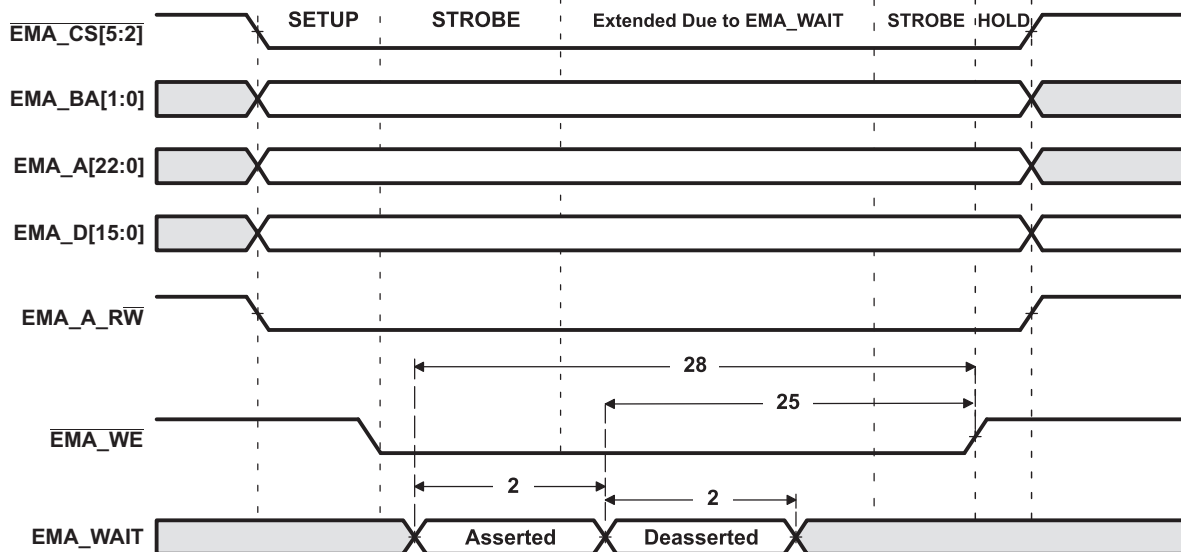 SETUP STROBE Extended Due to EMA_WAIT STROBE HOLD
EMA_CS[5:2]
EMA_BA[1:0]
EMA_A[22:0]
EMA_D[15:0]
EMA_A_RW
28
25
EMA_WE
2
2
EMA_WAIT Asserted Deasserted